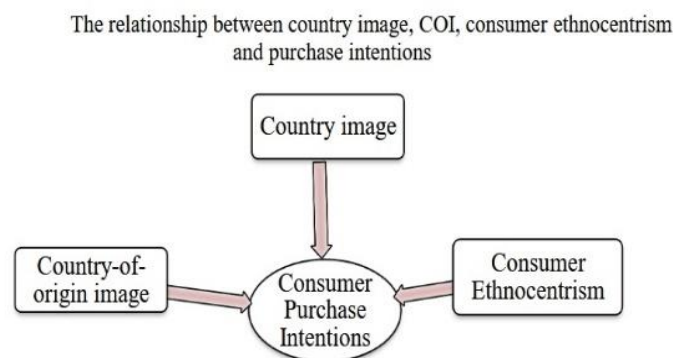 The relationship between country image, COI, consumer ethnocentrism
and purchase intentions
Country image
Country-of-
origin image
Consumer
Purchase
Intentions
Consumer
Ethnocentrism